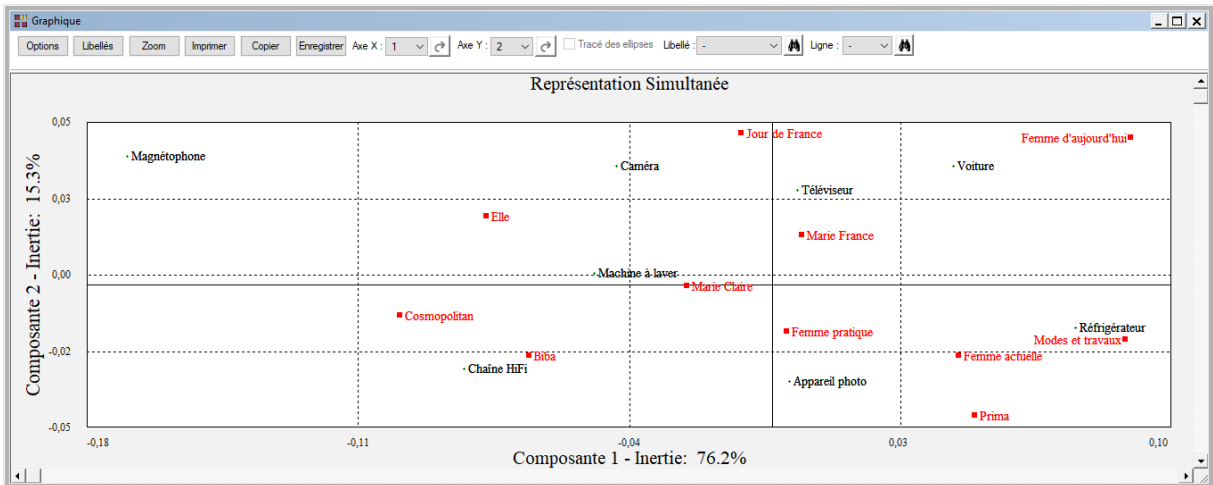 Graphique
Options Libellés Zoom Imprimer Copier Enregistrer Axe X : 1 Axe Y : 2 Tracé des ellipses Libellé : - Ligne : -
Représentation Simultanée
0,05
Jour de France
Femme d'aujourd'hui
Magnétophone
Caméra
Voiture
Téléviseur
0,03
Elle
Marie France
0,00
Machine à laver
Marie Claire
Cosmopolitan
Femme pratique
Réfrigérateur
Modes et travaux
-0,02
Biba
Femme actuelle
Chaîne HiFi
Appareil photo
Prima
-0,05
Composante 2 - Inertie: 15.3%
-0,18 -0,11 -0,04 0,03 0,10
Composante 1 - Inertie: 76.2%